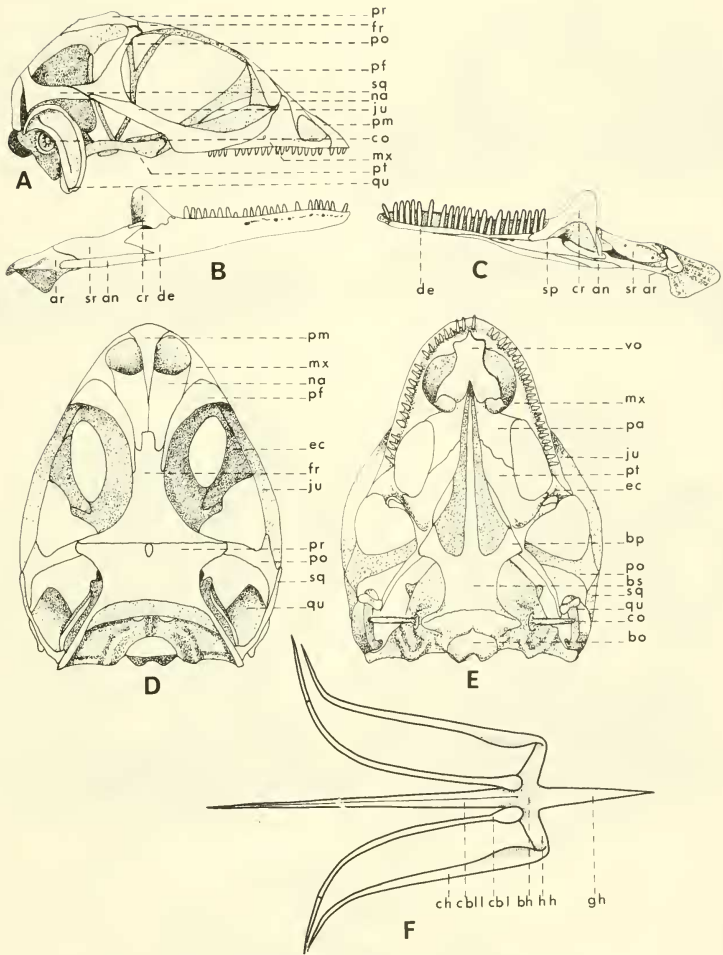 pr
fr
po
pf
sq
na
ju
pm
co
mx
pt
qu
A
B
ar sr an cr de
C
de sp cr an sr ar
pm
mx
na
pf
ec
fr
ju
pr
po
sq
qu
D
vo
mx
pa
ju
pt
ec
bp
po
bs
sq
qu
co
bo
E
ch cbII cbI bh hh gh
F